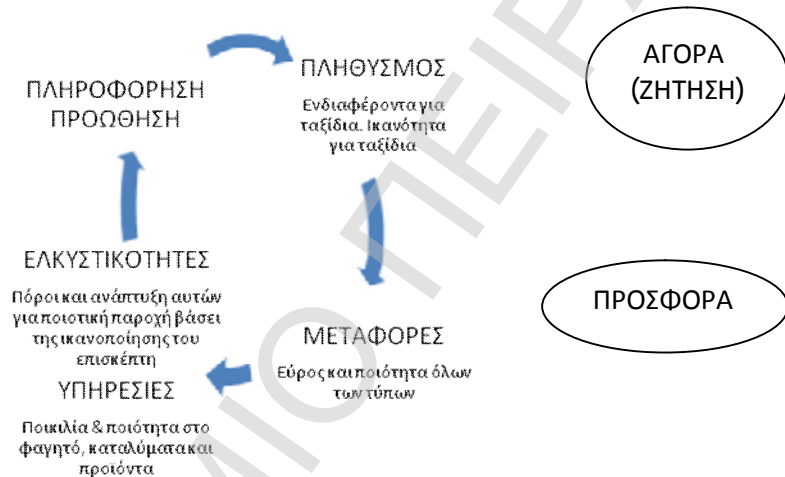 ΠΛΗΡΟΦΟΡΗΣΗ
ΠΡΟΩΘΗΣΗ
ΠΛΗΘΥΣΜΟΣ
Ενδιαφέροντα για
ταξίδια. Ικανότητα
για ταξίδια
ΑΓΟΡΑ
(ΖΗΤΗΣΗ)
ΕΛΚΥΣΤΙΚΟΤΗΤΕΣ
Πόροι και ανάπτυξη αυτών
για ποιοτική παροχή βάσει
της ικανοποίησης του
επισκέπτη
ΥΠΗΡΕΣΙΕΣ
Ποικιλία & ποιότητα στο
φαγητό, καταλύματα και
προϊόντα
ΜΕΤΑΦΟΡΕΣ
Εύρος και ποιότητα όλων
των τύπων
ΠΡΟΣΦΟΡΑ